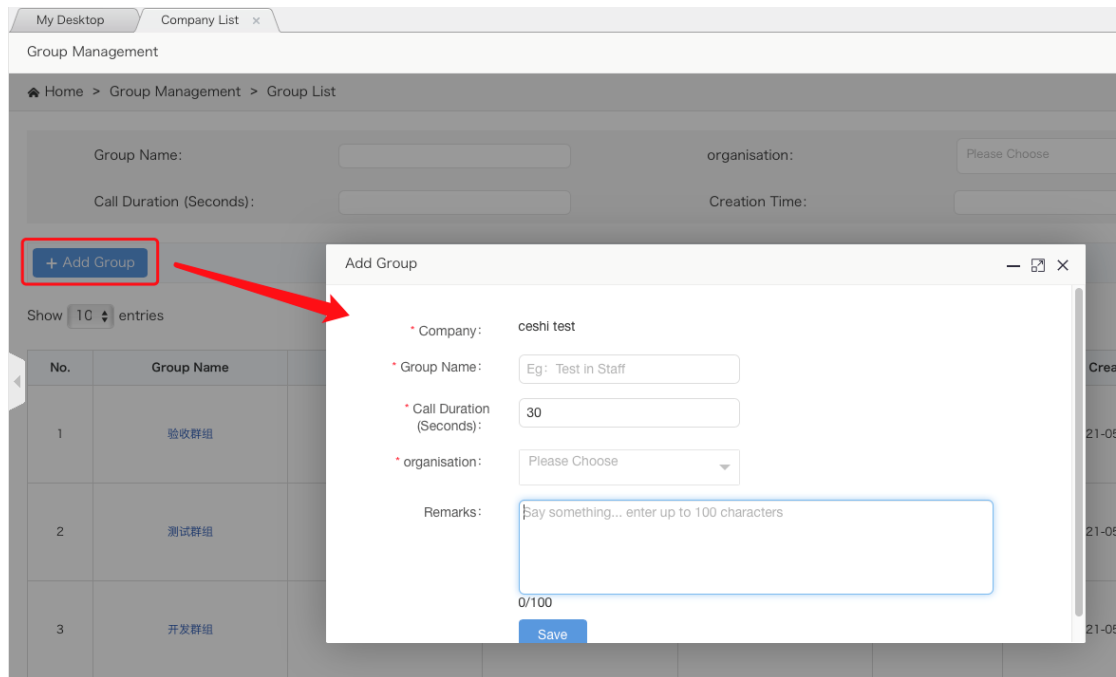 My Desktop
Company List ×
Group Management
Home > Group Management > Group List
Group Name:
organisation:
Please Choose
Call Duration (Seconds):
Creation Time:
+ Add Group
Show 10 entries
No.
Group Name
Crea
1
验收群组
21-05
2
测试群组
21-05
3
开发群组
21-05
Add Group
* Company:
ceshi test
* Group Name:
Eg: Test in Staff
* Call Duration
(Seconds):
30
* organisation:
Please Choose
Remarks:
Say something... enter up to 100 characters
0/100
Save